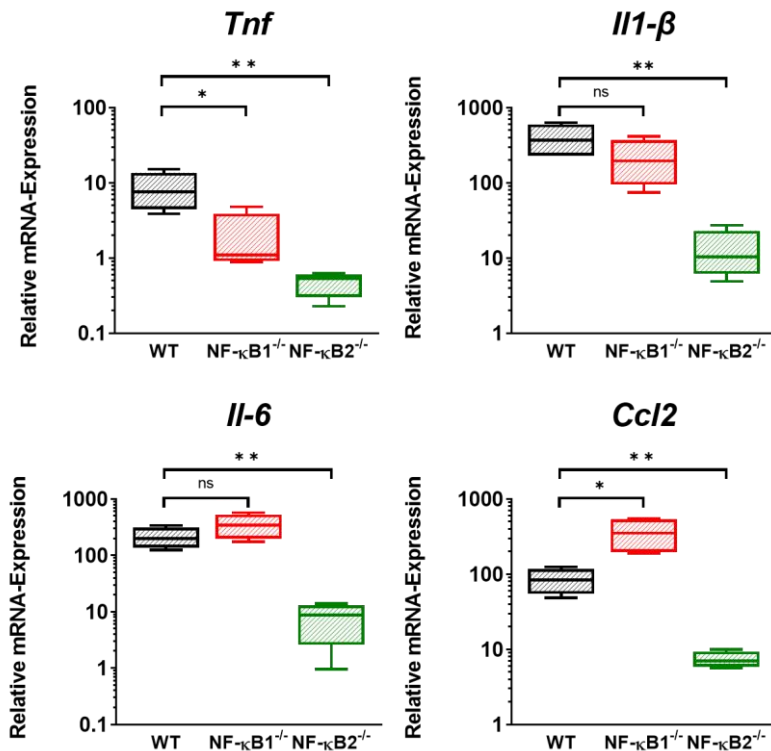 Tnf
* *
*
Relative mRNA-Expression
100
10
1
0.1
WT NF-κB1-/- NF-κB2-/-
Il1-β
**
ns
Relative mRNA-Expression
1000
100
10
1
WT NF-κB1-/- NF-κB2-/-
Il-6
* *
ns
Relative mRNA-Expression
1000
100
10
1
0.1
WT NF-κB1-/- NF-κB2-/-
Ccl2
* *
*
Relative mRNA-Expression
1000
100
10
1
WT NF-κB1-/- NF-κB2-/-